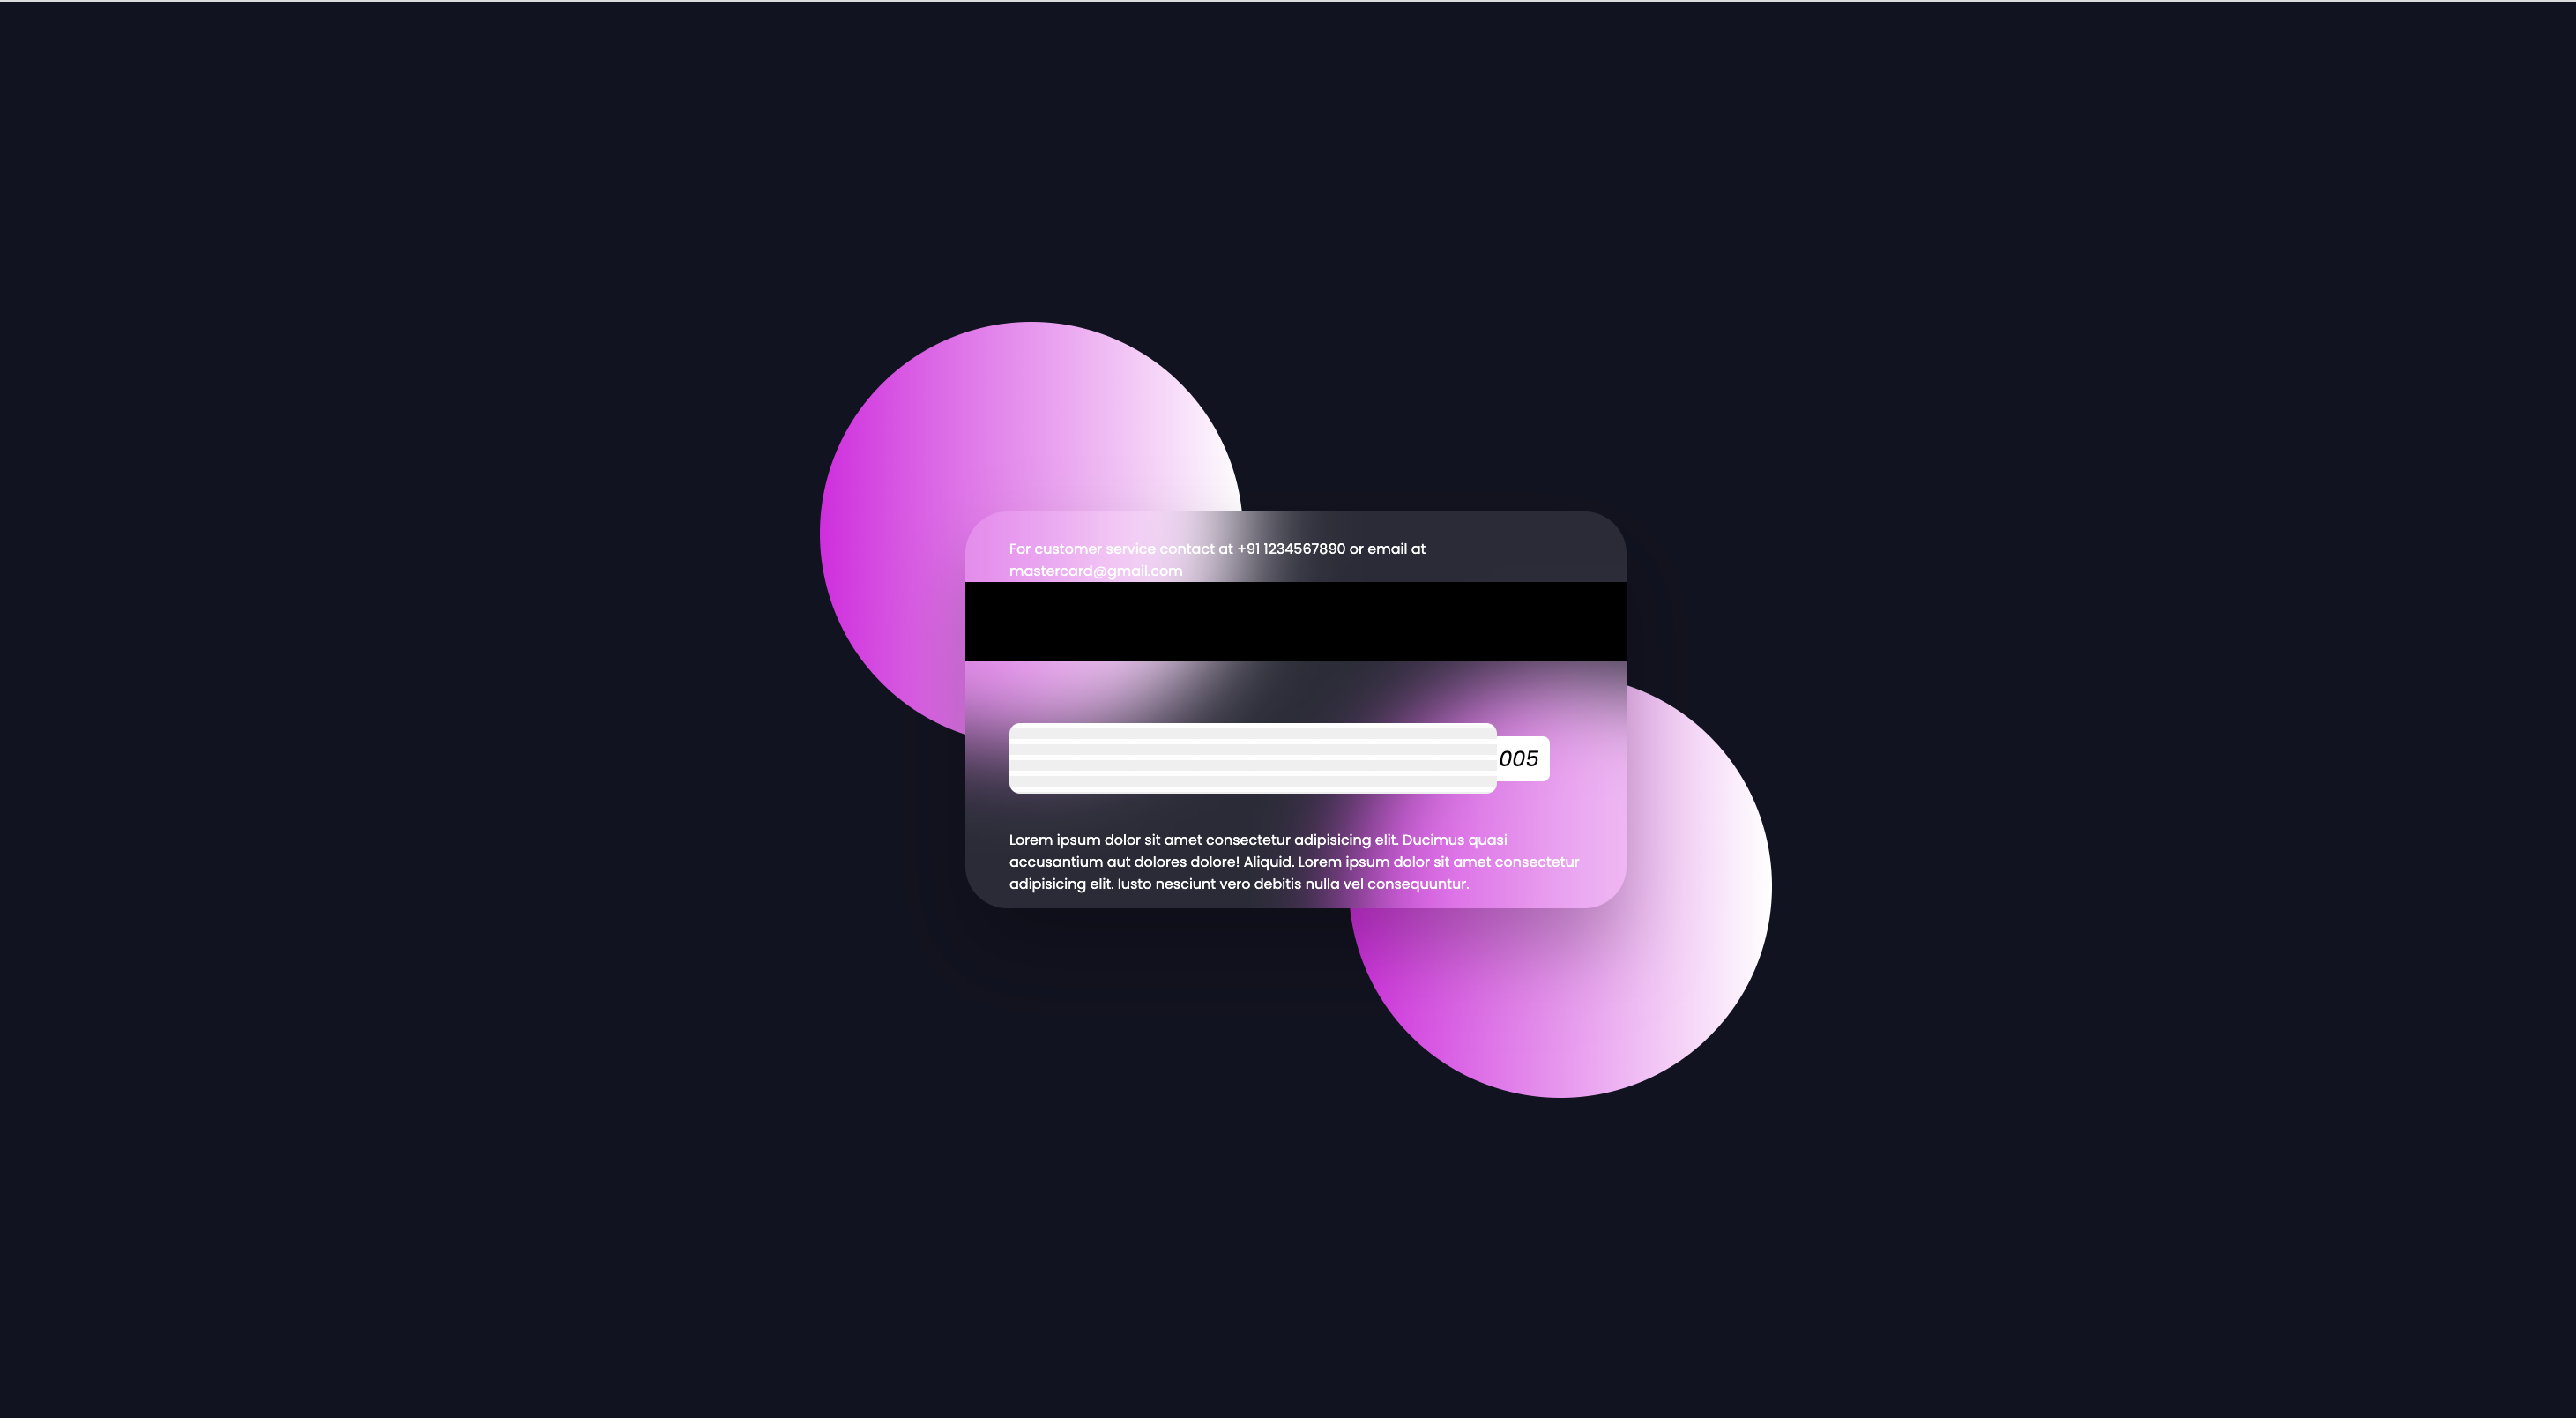 For customer service contact at +91 1234567890 or email at
mastercard@gmail.com
005
Lorem ipsum dolor sit amet consectetur adipisicing elit. Ducimus quasi
accusantium aut dolores dolore! Aliquid. Lorem ipsum dolor sit amet consectetur
adipisicing elit. Iusto nesciunt vero debitis nulla vel consequuntur.